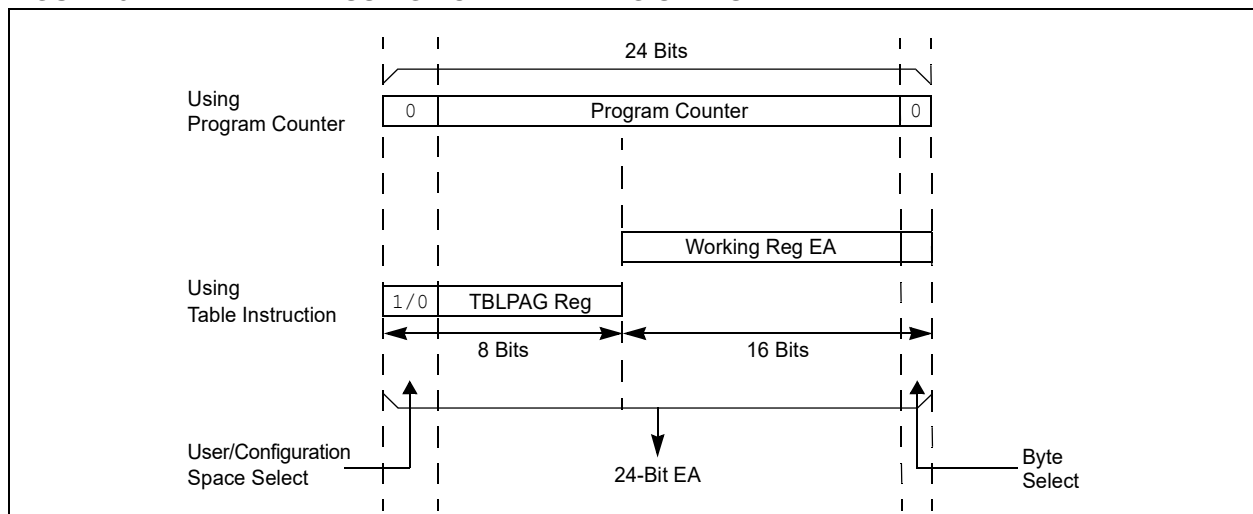 24 Bits
Using
Program Counter
0
Program Counter
0
Working Reg EA
Using
Table Instruction
1/0
TBLPAG Reg
8 Bits
16 Bits
User/Configuration
Space Select
24-Bit EA
Byte
Select